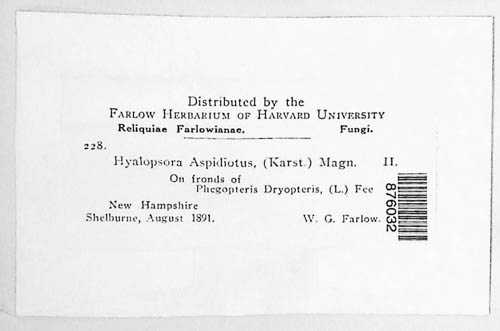 Distributed by the
FARLOW HERBARIUM OF HARVARD UNIVERSITY
Reliquiae Farlowianae. Fungi.
228.
Hyalopsora Aspidiotus, (Karst.) Magn. II.
On fronds of
Phegopteris Dryopteris, (L.) Fee
New Hampshire
Shelburne, August 1891. W. G. Farlow.
876032